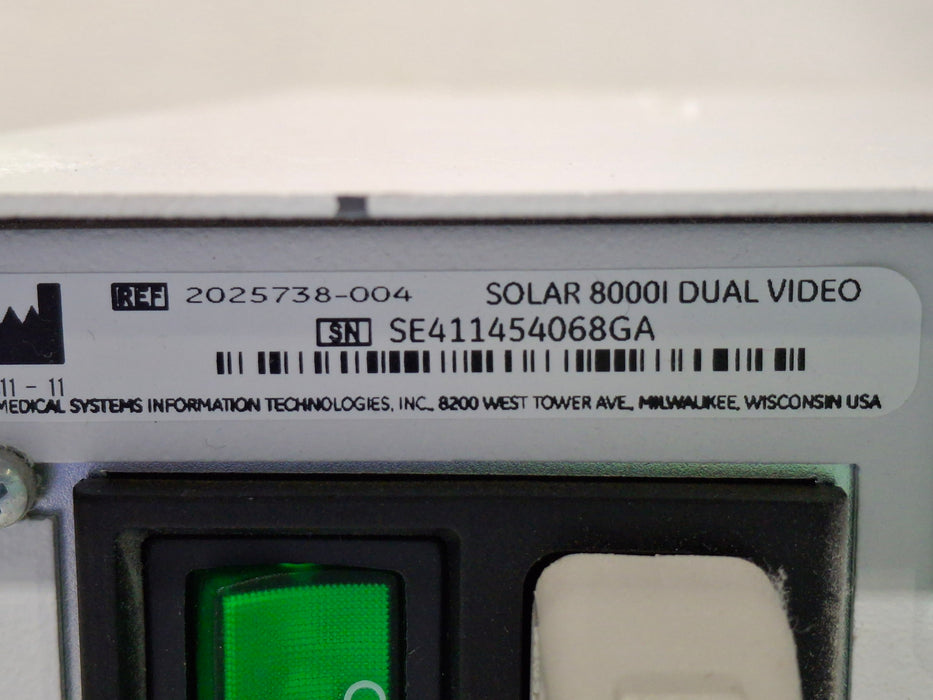 REF 2025738-004 SOLAR 8000I DUAL VIDEO
SN SE411454068GA
11 - 11
MEDICAL SYSTEMS INFORMATION TECHNOLOGIES, INC., 8200 WEST TOWER AVE., MILWAUKEE, WISCONSIN USA